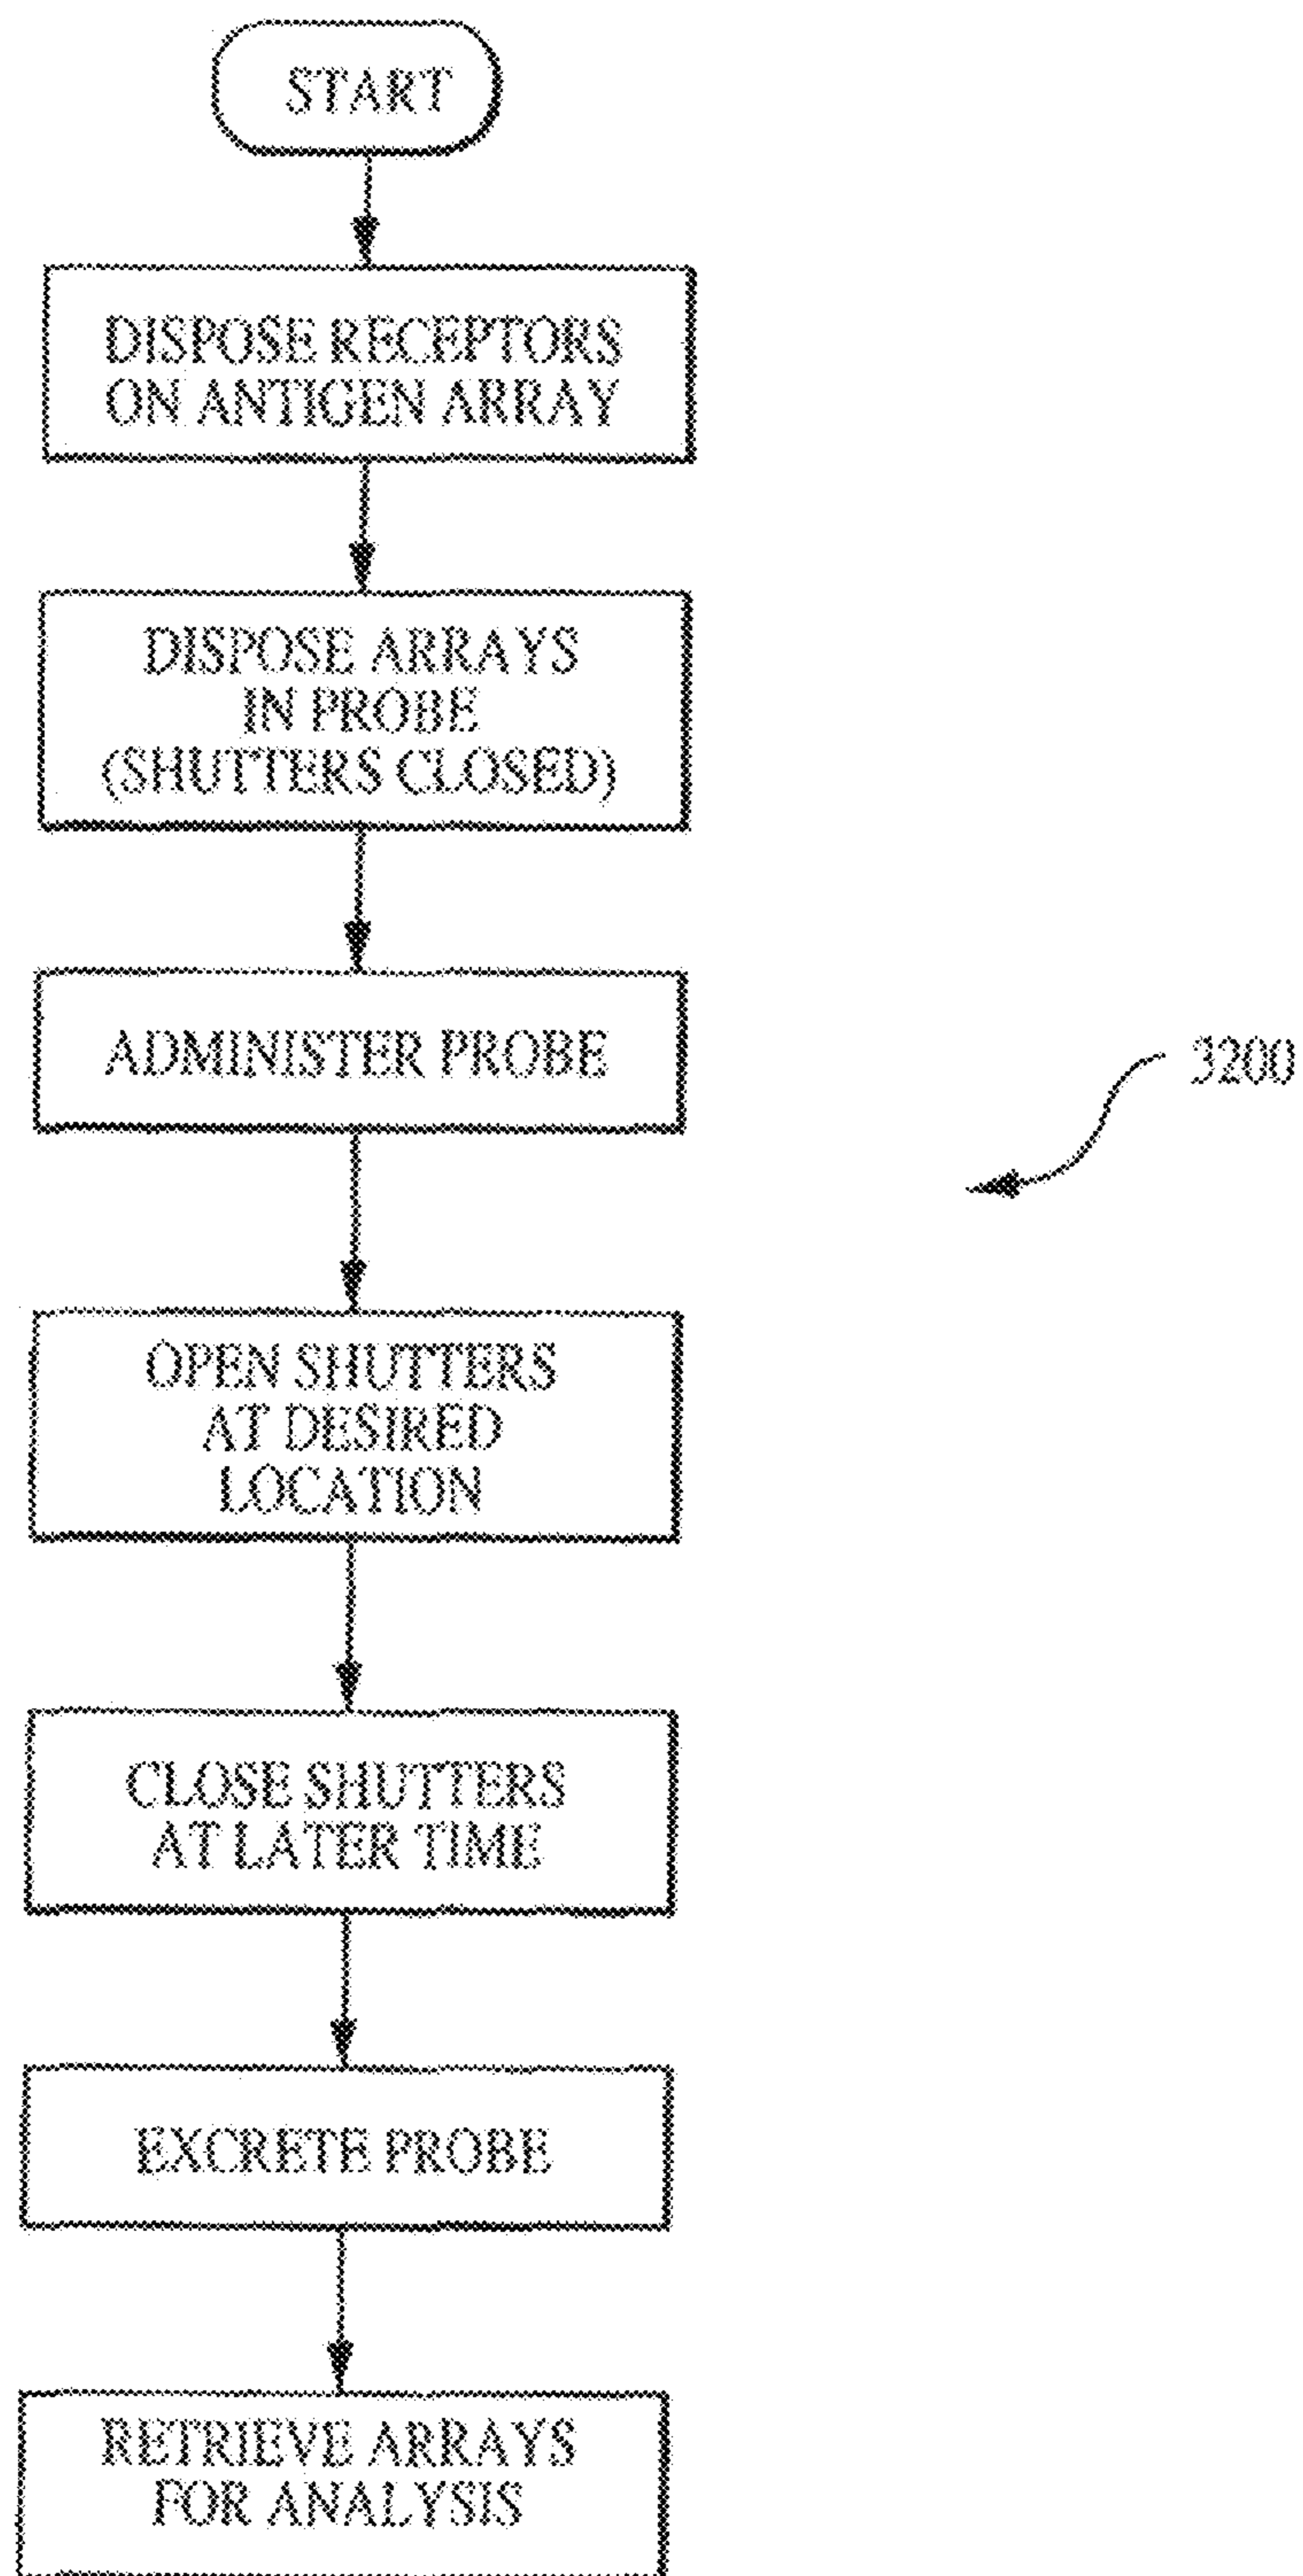 START
DISPOSE RECEPTORS
ON ANTIGEN ARRAY
DISPOSE ARRAYS
IN PROBE
(SHUTTERS CLOSED)
ADMINISTER PROBE
3200
OPEN SHUTTERS
AT DESIRED
LOCATION
CLOSE SHUTTERS
AT LATER TIME
EXCRETE PROBE
RETRIEVE ARRAYS
FOR ANALYSIS